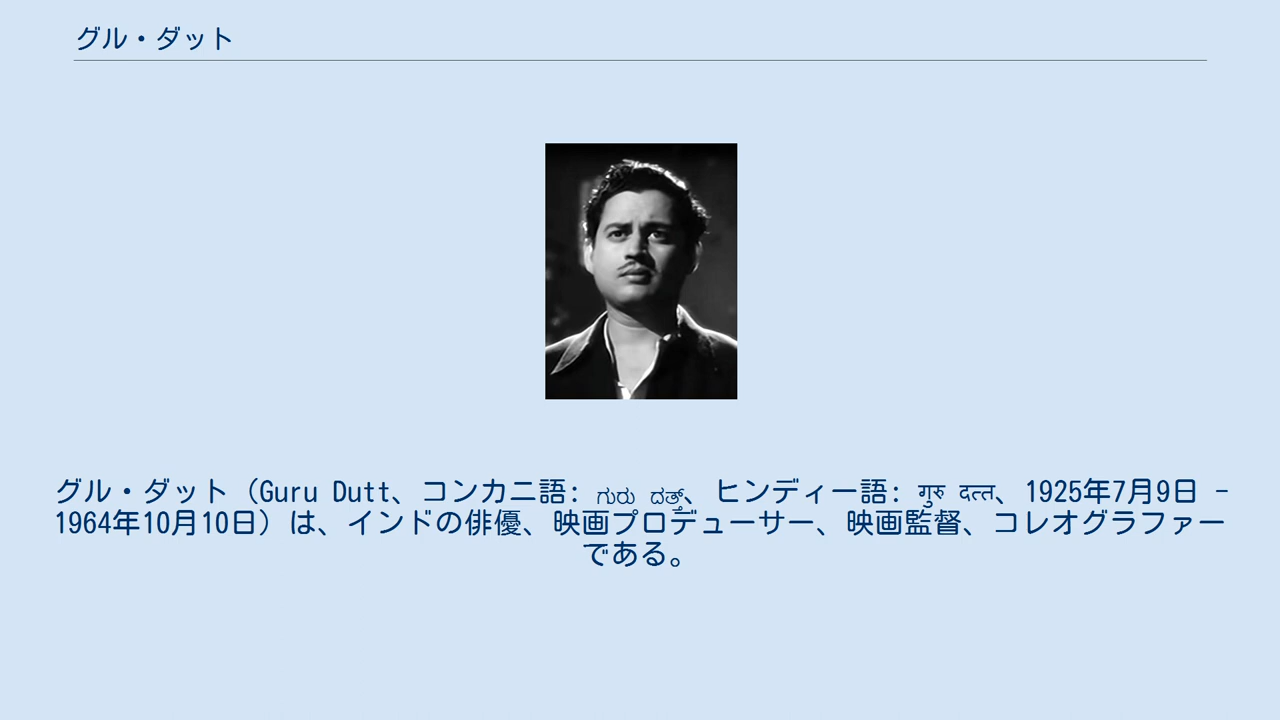 グル・ダット
グル・ダット（Guru Dutt、コンカニ語: ಗುರು ದತ್ತ್、ヒンディー語: गुरु दत्त、1925年7月9日 -
1964年10月10日）は、インドの俳優、映画プロデューサー、映画監督、コレオグラファー
である。